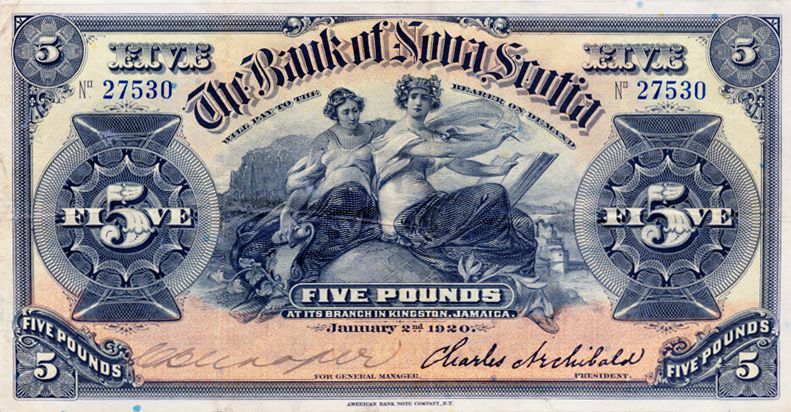 5 FIVE The Bank of Nova Scotia FIVE 5
Nº 27530 Nº 27530
WILL PAY TO THE BEARER ON DEMAND
FI5VE FI5VE
FIVE POUNDS
AT ITS BRANCH IN KINGSTON, JAMAICA.
January 2nd 1920.
FIVE POUNDS FIVE POUNDS
5 Charles Archibald 5
FOR GENERAL MANAGER. PRESIDENT.
AMERICAN BANK NOTE COMPANY, N.Y.